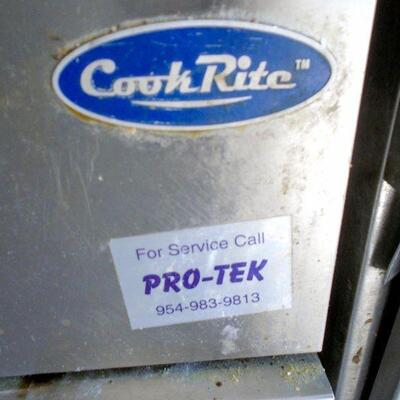 CookRite™
For Service Call
PRO-TEK
954-983-9813